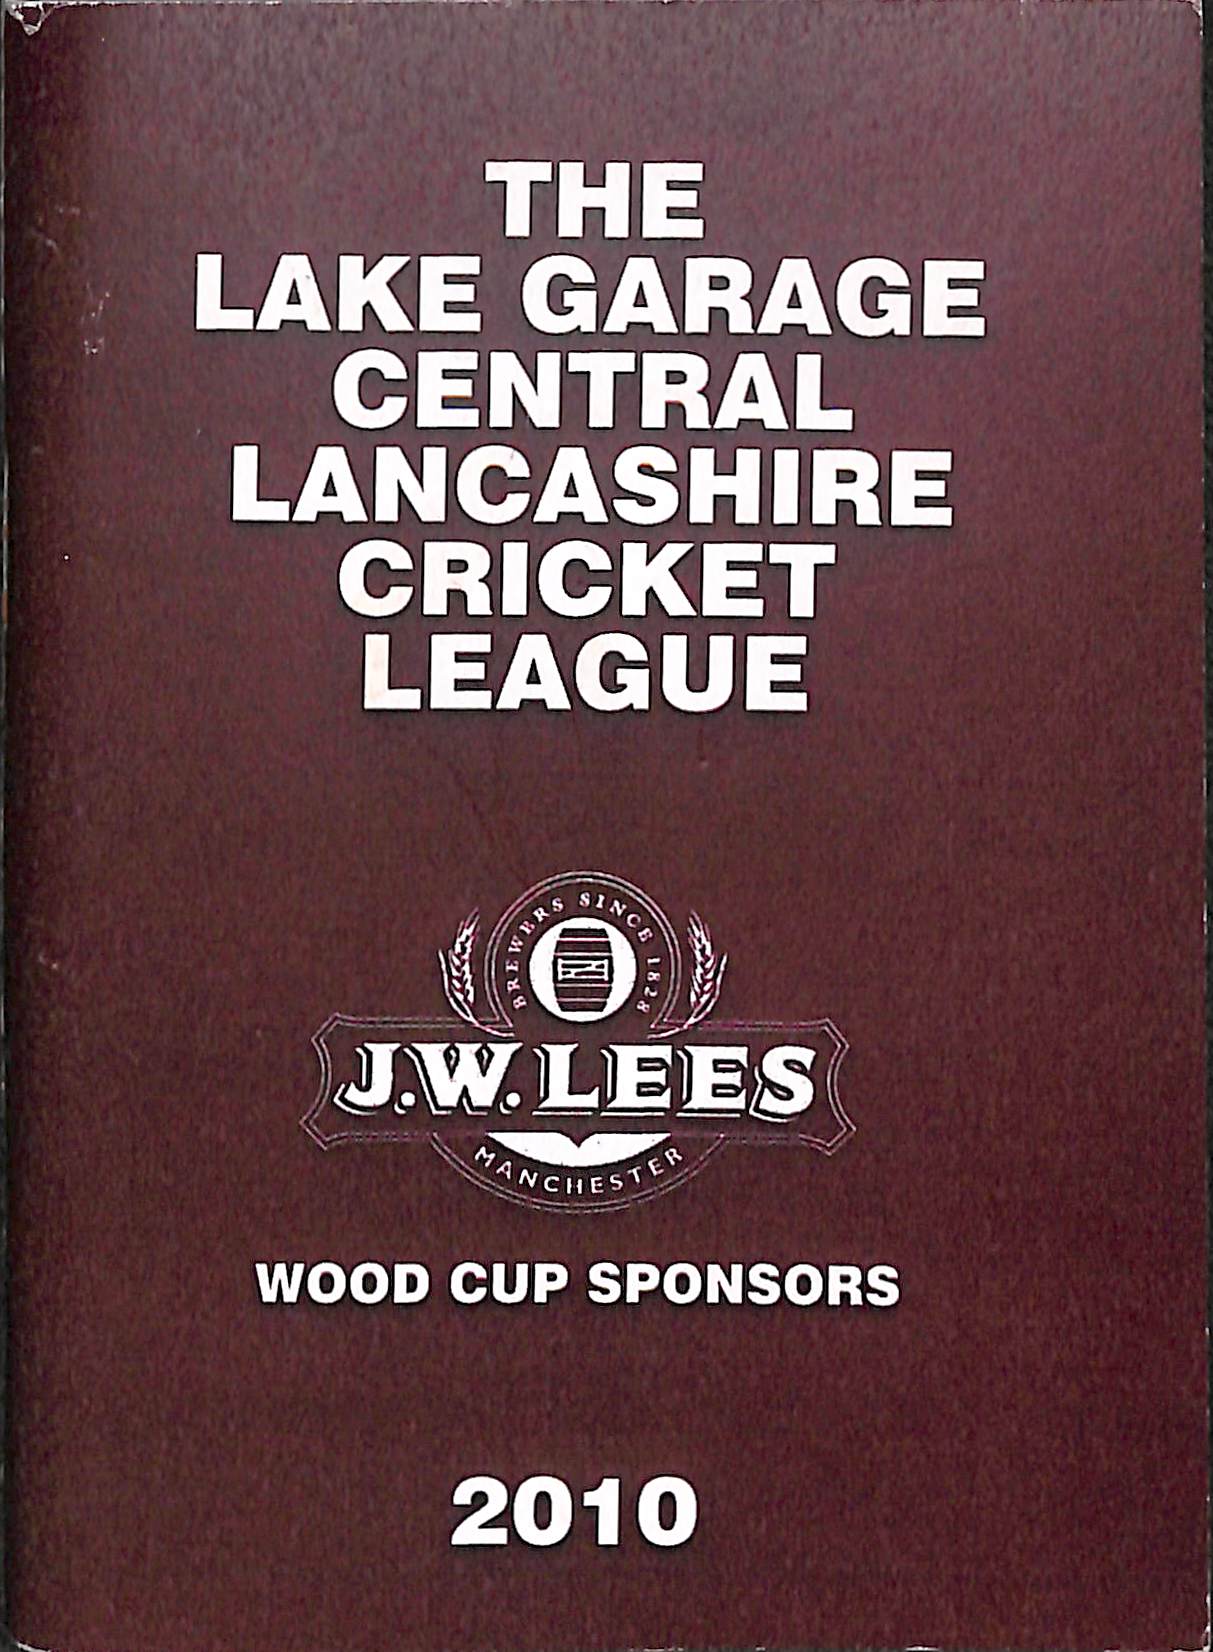 THE
LAKE GARAGE
CENTRAL
LANCASHIRE
CRICKET
LEAGUE
BREWERS SINCE 1828
J.W. LEES
MANCHESTER
WOOD CUP SPONSORS
2010